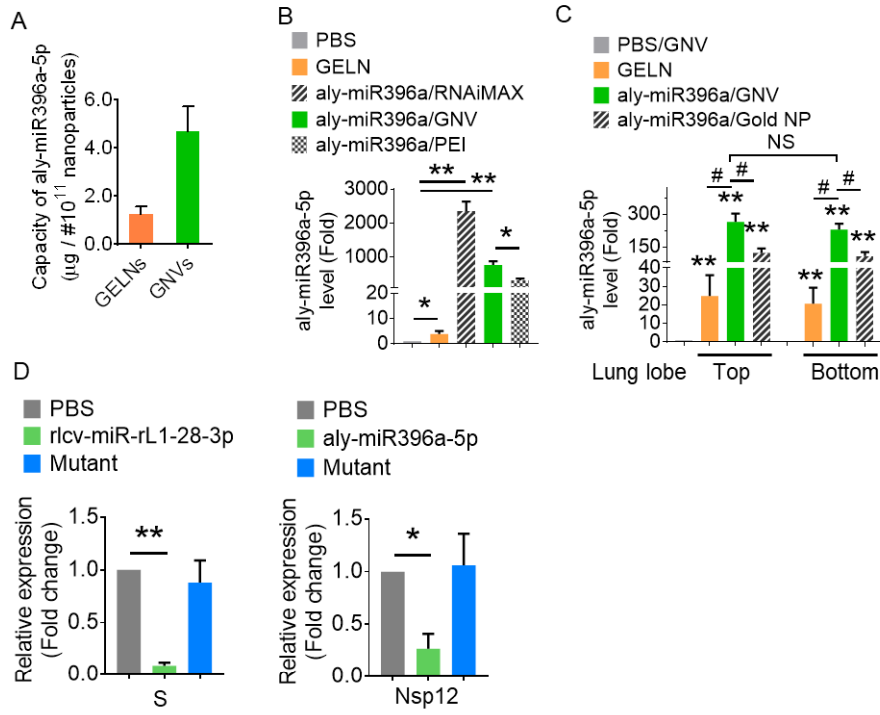 A
Capacity of aly-miR396a-5p
(μg / #10¹¹ nanoparticles)
6.0
4.0
2.0
0.0
GELNs
GNVs
B
PBS
GELN
aly-miR396a/RNAiMAX
aly-miR396a/GNV
aly-miR396a/PEI
aly-miR396a-5p
level (Fold)
3000
2000
1000
20
10
0
*
**
**
*
C
PBS/GNV
GELN
aly-miR396a/GNV
aly-miR396a/Gold NP
aly-miR396a-5p
level (Fold)
300
150
40
30
20
10
0
NS
# #
**
**
**
# #
**
**
**
Lung lobe
Top
Bottom
D
PBS
rlcv-miR-rL1-28-3p
Mutant
Relative expression
(Fold change)
1.5
1.0
0.5
0.0
**
S
PBS
aly-miR396a-5p
Mutant
Relative expression
(Fold change)
1.5
1.0
0.5
0.0
*
Nsp12